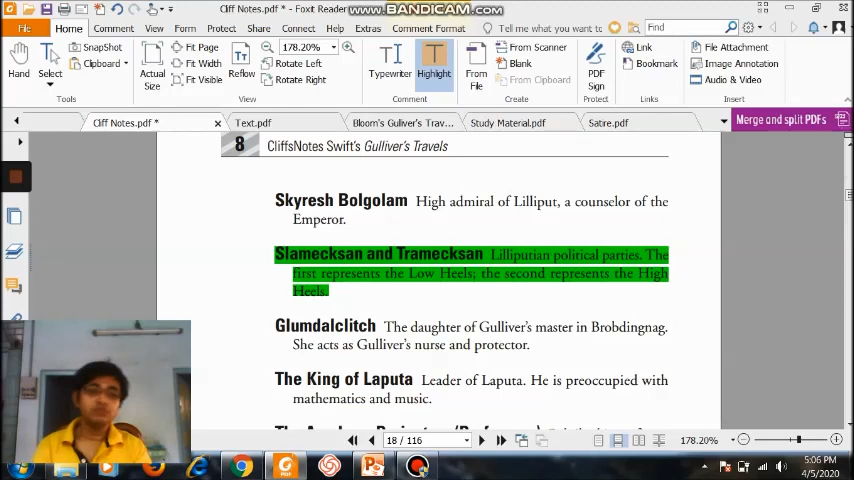 Cliff Notes.pdf * - Foxit Reader
www.BANDICAM.com
File Home Comment View Form Protect Share Comment Format Tell me what you want... Find
Hand Select SnapShot Clipboard Actual Size Fit Page Fit Width Fit Visible Reflow 178.20% Rotate Left Rotate Right Typewriter Highlight From File From Scanner Blank From Clipboard PDF Sign Link Bookmark File Attachment Image Annotation Audio & Video
Tools View Comment Create Protect Links Insert
Cliff Notes.pdf * Text.pdf Bloom's Gulliver's Trav... Study Material.pdf Satire.pdf Merge and split PDFs
8 CliffsNotes Swift's Gulliver's Travels
Skyresh Bolgolam High admiral of Lilliput, a counselor of the
Emperor.
Slamecksan and Tramecksan Lilliputian political parties. The
first represents the Low Heels; the second represents the High
Heels.
Glumdalclitch The daughter of Gulliver's master in Brobdingnag.
She acts as Gulliver's nurse and protector.
The King of Laputa Leader of Laputa. He is preoccupied with
mathematics and music.
18 / 116 178.20%
5:06 PM
4/5/2020